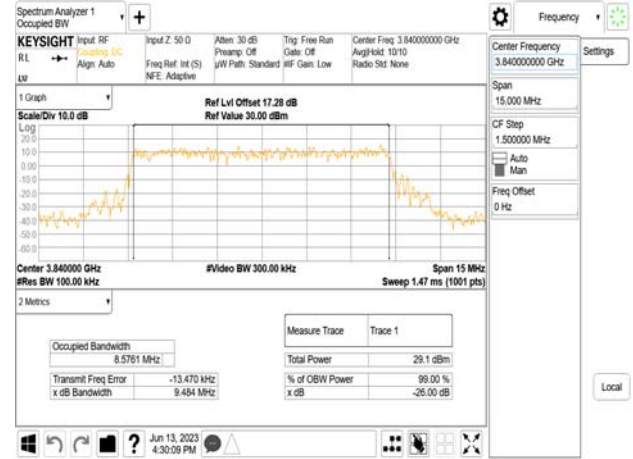 Spectrum Analyzer 1
Occupied BW
Frequency
KEYSIGHT Input: RF Input Z: 50 Ω Atten: 30 dB Trig: Free Run Center Freq: 3.840000000 GHz
RL Coupling: DC Preamp: Off Gate: Off Avg|Hold: 10/10
Align: Auto Freq Ref: Int (S) µW Path: Standard #IF Gain: Low Radio Std: None
NFE: Adaptive
Center Frequency
3.840000000 GHz
Settings
Span
15.000 MHz
CF Step
1.500000 MHz
Auto
Man
Freq Offset
0 Hz
Local
1 Graph
Ref Lvl Offset 17.28 dB
Scale/Div 10.0 dB Ref Value 30.00 dBm
Log
20.0
10.0
0.00
-10.0
-20.0
-30.0
-40.0
-50.0
-60.0
Center 3.84000 GHz #Video BW 300.00 kHz Span 15 MHz
#Res BW 100.00 kHz Sweep 1.47 ms (1001 pts)
2 Metrics
Measure Trace Trace 1
Occupied Bandwidth
8.5761 MHz
Total Power 29.1 dBm
Transmit Freq Error -13.470 kHz % of OBW Power 99.00 %
x dB Bandwidth 9.484 MHz x dB -26.00 dB
Jun 13, 2023
4:30:09 PM